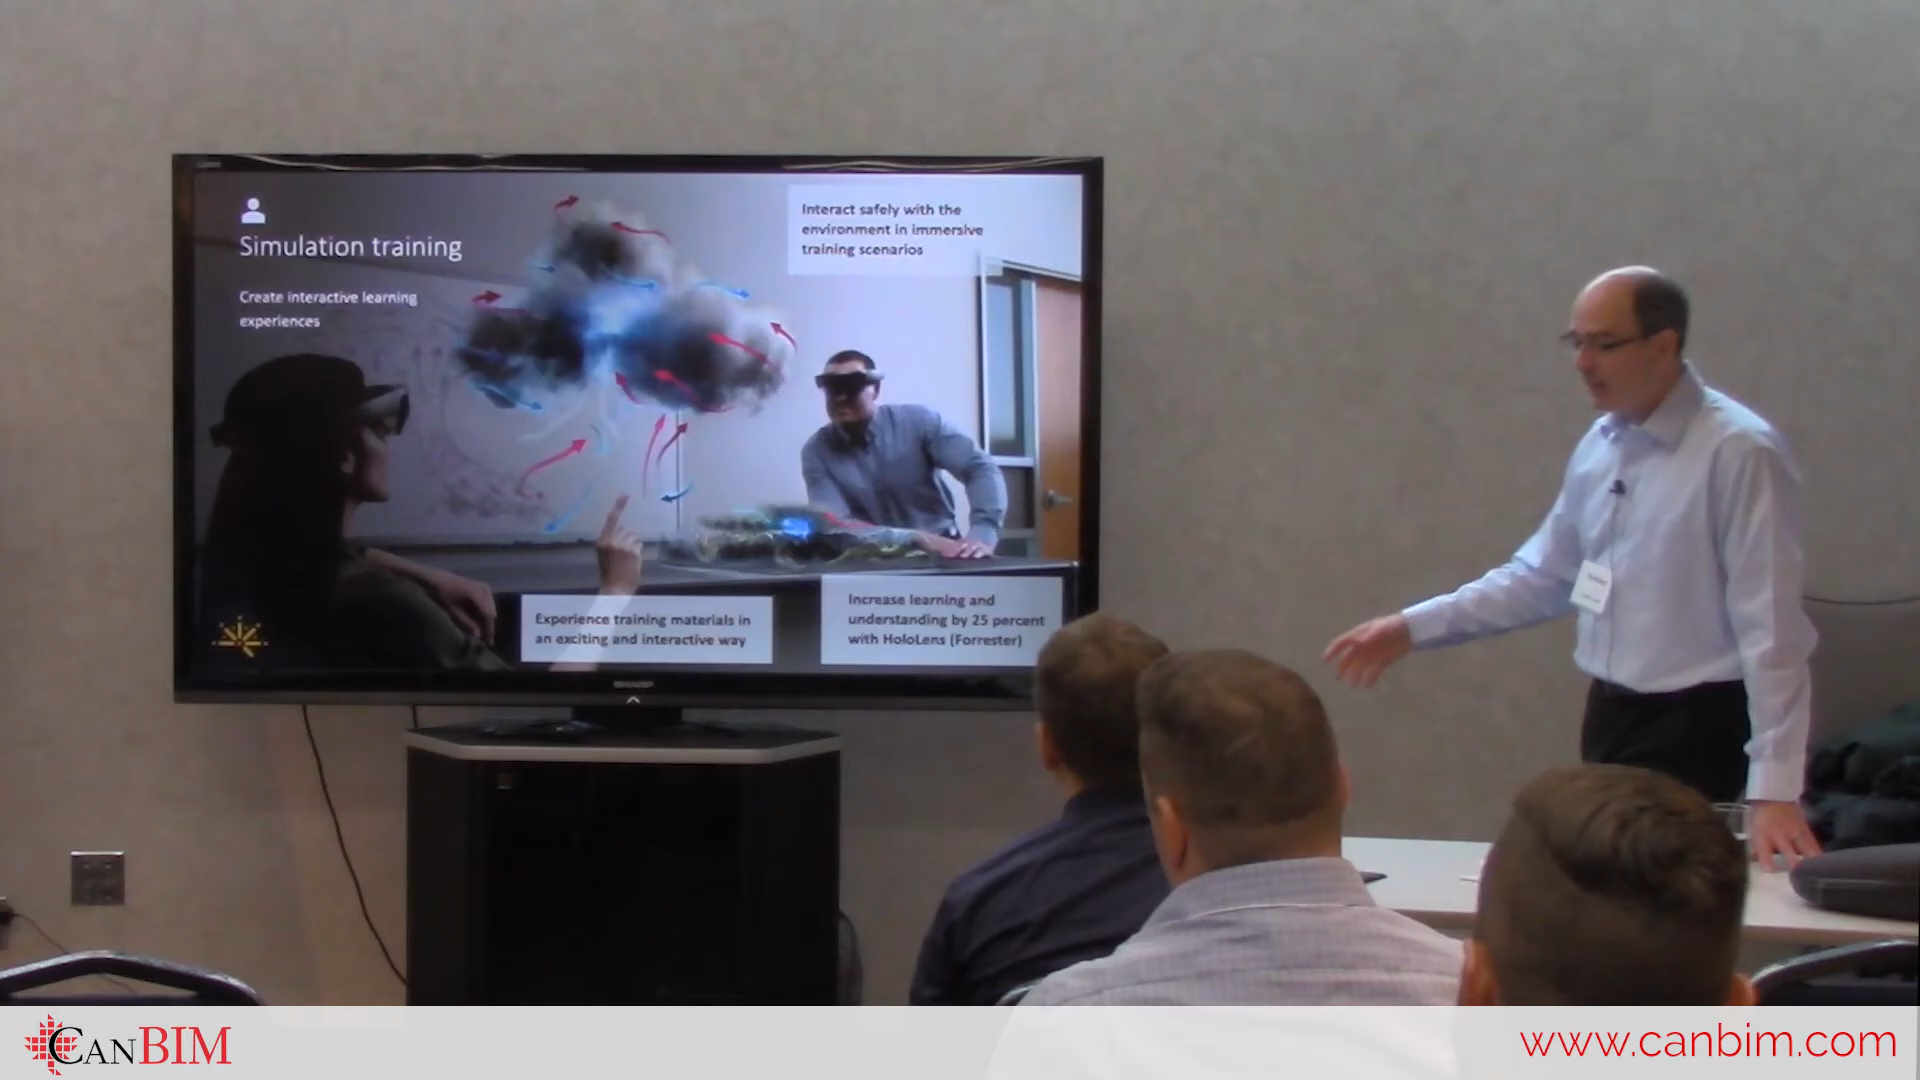 Simulation training
Create interactive learning
experiences
Interact safely with the
environment in immersive
training scenarios
Experience training materials in
an exciting and interactive way
Increase learning and
understanding by 25 percent
with HoloLens (Forrester)
SHARP
CANBIM
www.canbim.com